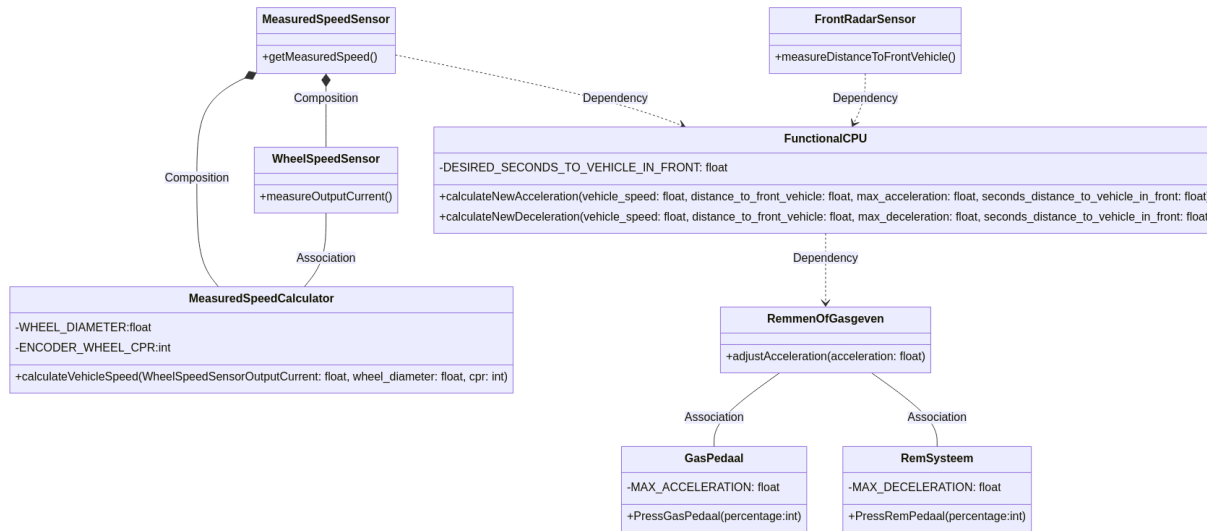 MeasuredSpeedSensor
+getMeasuredSpeed()
FrontRadarSensor
+measureDistanceToFrontVehicle()
Composition
Dependency
Dependency
FunctionalCPU
-DESIRED_SECONDS_TO_VEHICLE_IN_FRONT: float
+calculateNewAcceleration(vehicle_speed: float, distance_to_front_vehicle: float, max_acceleration: float, seconds_distance_to_vehicle_in_front: float)
+calculateNewDeceleration(vehicle_speed: float, distance_to_front_vehicle: float, max_deceleration: float, seconds_distance_to_vehicle_in_front: float
WheelSpeedSensor
+measureOutputCurrent()
Composition
Association
Dependency
MeasuredSpeedCalculator
-WHEEL_DIAMETER:float
-ENCODER_WHEEL_CPR:int
+calculateVehicleSpeed(WheelSpeedSensorOutputCurrent: float, wheel_diameter: float, cpr: int)
RemmenOfGasgeven
+adjustAcceleration(acceleration: float)
Association
Association
GasPedaal
-MAX_ACCELERATION: float
+PressGasPedaal(percentage:int)
RemSysteem
-MAX_DECELERATION: float
+PressRemPedaal(percentage:int)